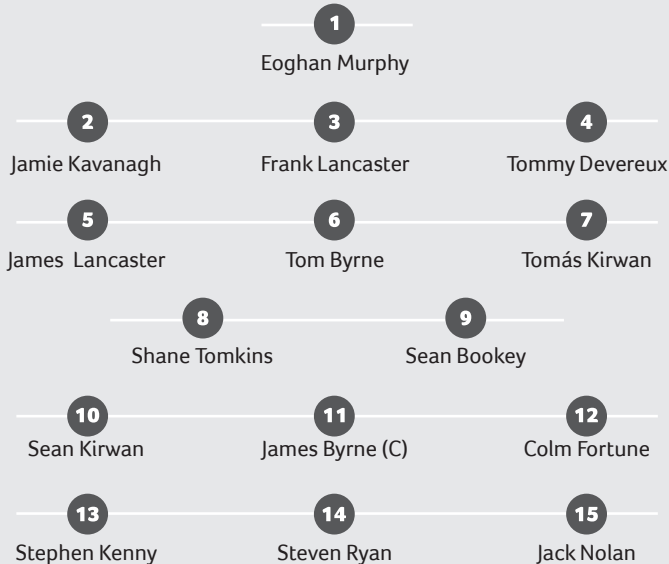 1
Eoghan Murphy
2 3 4
Jamie Kavanagh Frank Lancaster Tommy Devereux
5 6 7
James Lancaster Tom Byrne Tomás Kirwan
8 9
Shane Tomkins Sean Bookey
10 11 12
Sean Kirwan James Byrne (C) Colm Fortune
13 14 15
Stephen Kenny Steven Ryan Jack Nolan